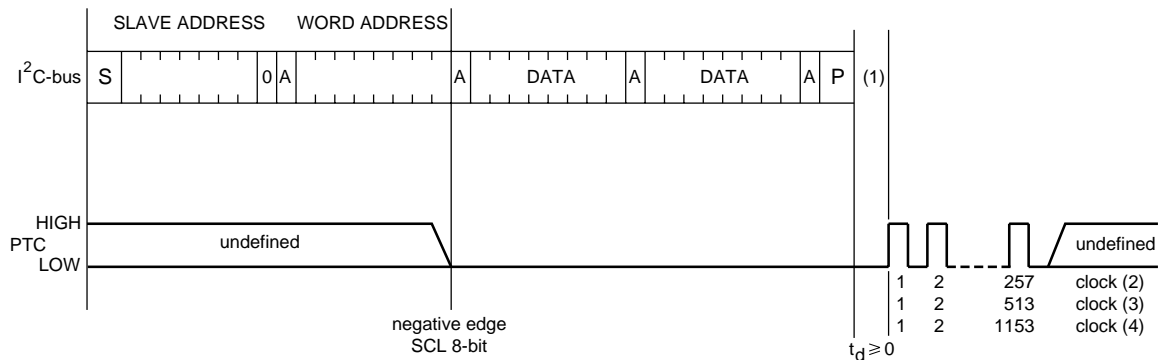 SLAVE ADDRESS WORD ADDRESS
I²C-bus S 0 A A DATA A DATA A P (1)
HIGH
PTC undefined undefined
LOW
1 2 257 clock (2)
1 2 513 clock (3)
1 2 1153 clock (4)
negative edge
SCL 8-bit
td ⩾ 0